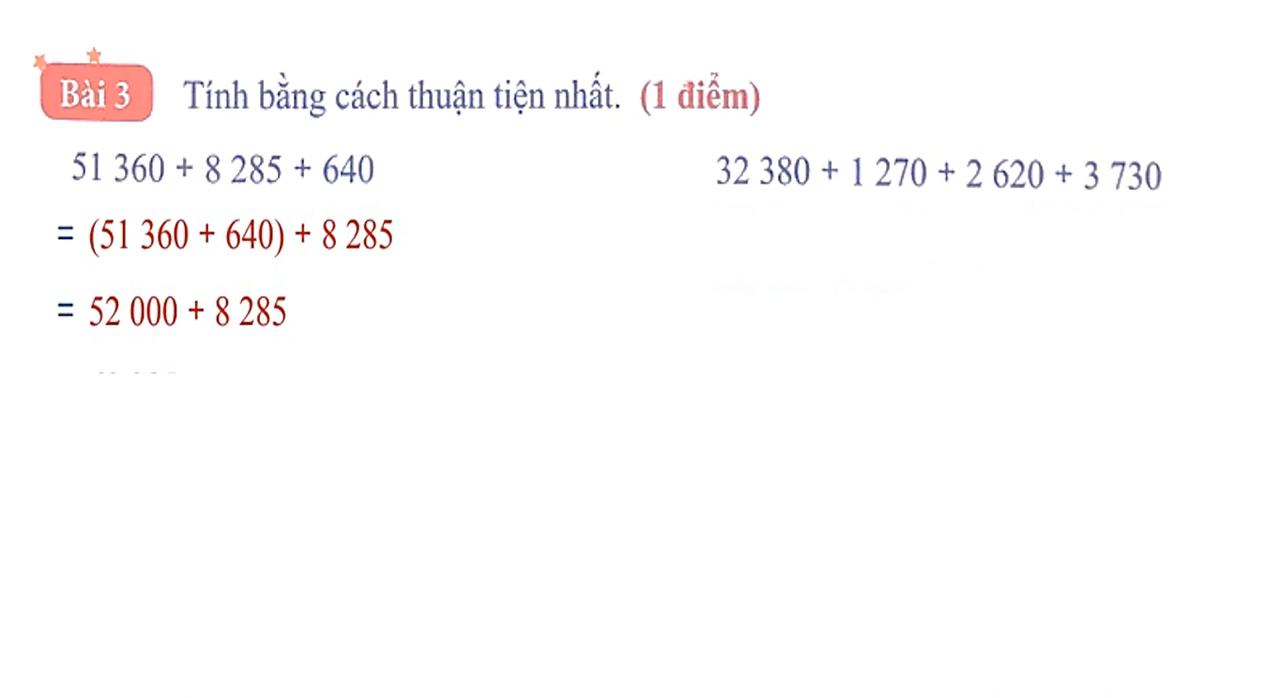 Bài 3 Tính bằng cách thuận tiện nhất. (1 điểm)
51 360 + 8 285 + 640
= (51 360 + 640) + 8 285
= 52 000 + 8 285
32 380 + 1 270 + 2 620 + 3 730